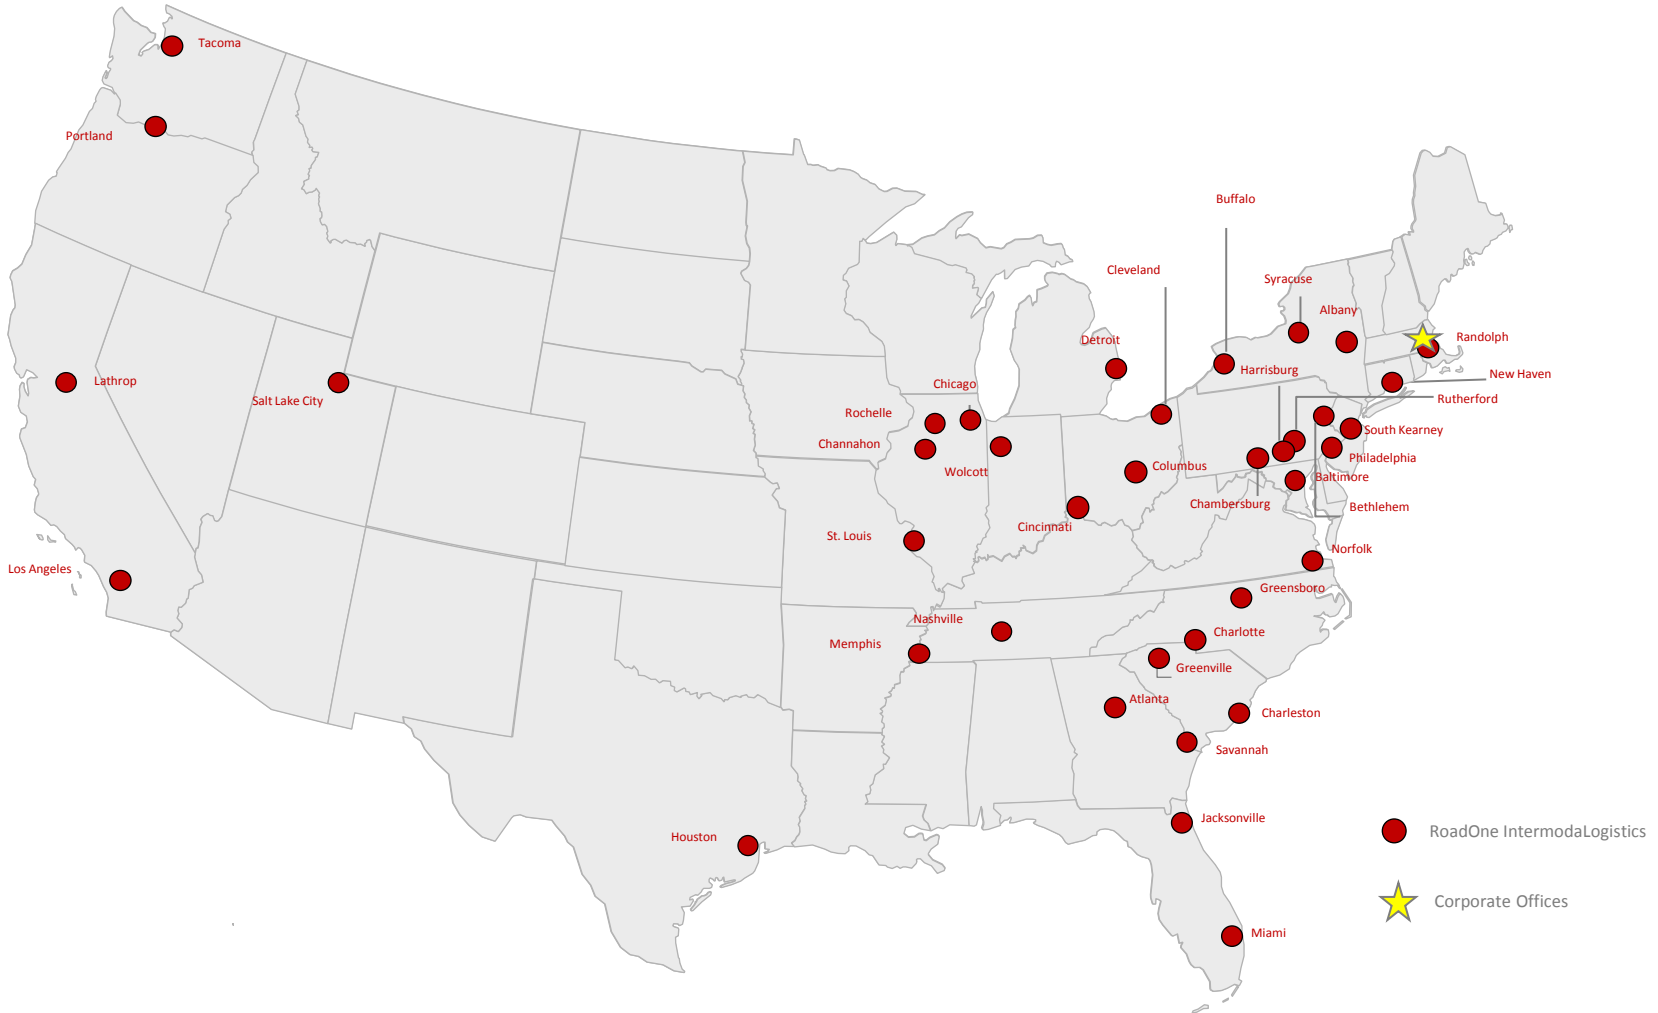 Tacoma
Portland
Buffalo
Cleveland
Syracuse
Albany
Detroit
Randolph
Harrisburg
New Haven
Lathrop
Salt Lake City
Chicago
Rutherford
Rochelle
South Kearney
Channahon
Philadelphia
Wolcott
Columbus
Baltimore
Chambersburg
Bethlehem
Cincinnati
St. Louis
Norfolk
Los Angeles
Greensboro
Nashville
Charlotte
Memphis
Greenville
Atlanta
Charleston
Savannah
Jacksonville
Houston
RoadOne IntermodaLogistics
Corporate Offices
Miami